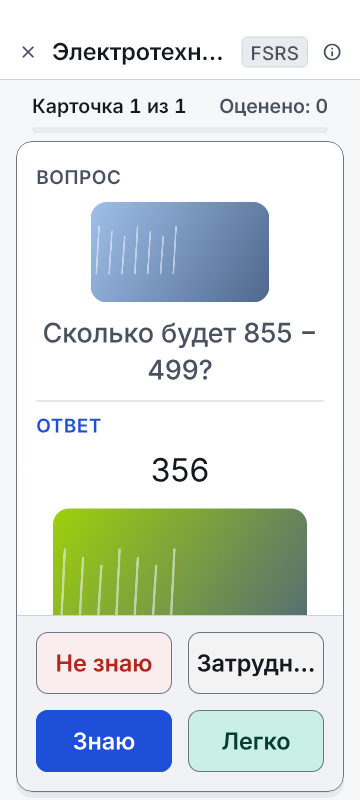 Электротехн...
FSRS
Карточка 1 из 1
Оценено: 0
ВОПРОС
Сколько будет 855 −
499?
ОТВЕТ
356
Не знаю
Затрудн...
Знаю
Легко